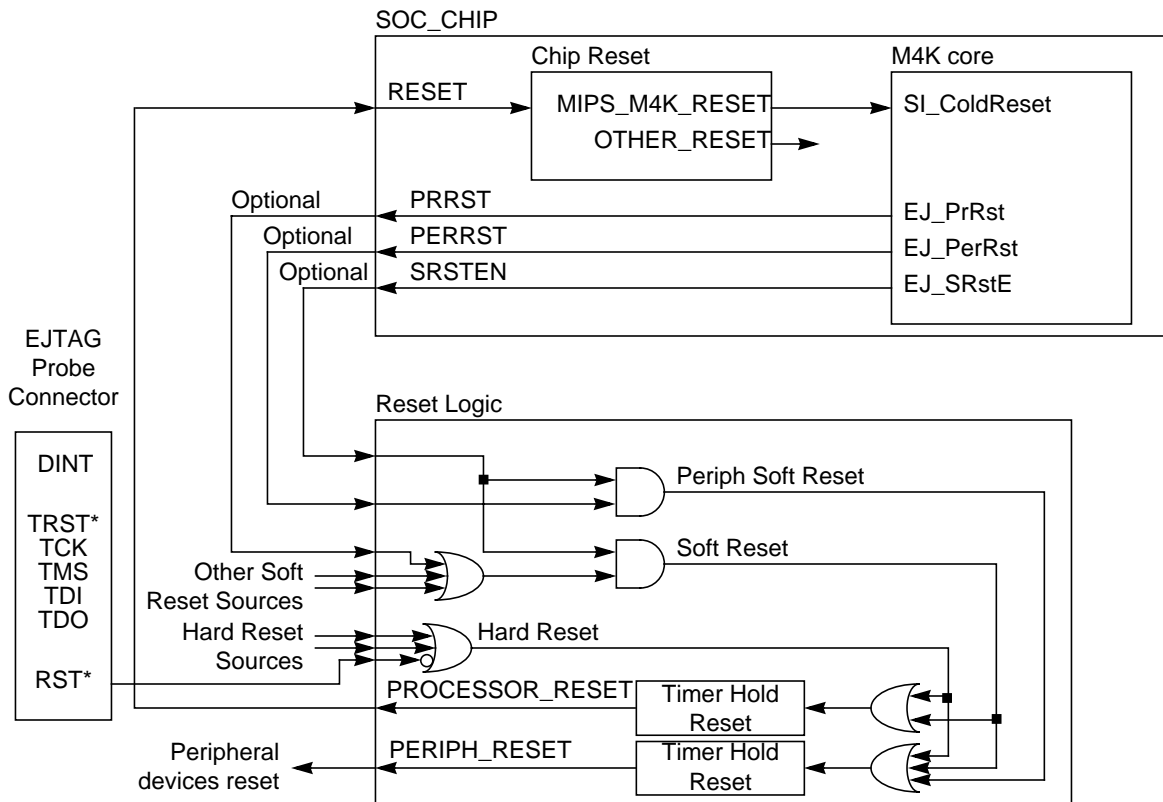 SOC_CHIP
Chip Reset
M4K core
RESET
MIPS_M4K_RESET
SI_ColdReset
OTHER_RESET
Optional
PRRST
EJ_PrRst
Optional
PERRST
EJ_PerRst
Optional
SRSTEN
EJ_SRstE
EJTAG
Probe
Connector
DINT
TRST*
TCK
TMS
TDI
TDO
RST*
Reset Logic
Periph Soft Reset
Soft Reset
Other Soft
Reset Sources
Hard Reset
Sources
Hard Reset
PROCESSOR_RESET
Timer Hold
Reset
Peripheral
devices reset
PERIPH_RESET
Timer Hold
Reset